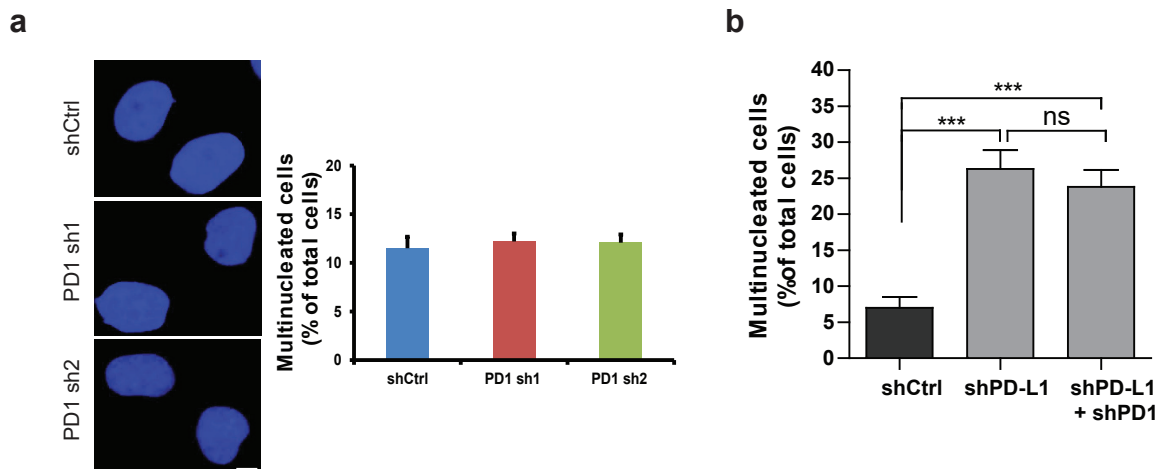 a
shCtrl
PD1 sh1
PD1 sh2
Multinucleated cells
(% of total cells)
20
15
10
5
0
shCtrl
PD1 sh1
PD1 sh2
b
Multinucleated cells
(%of total cells)
40
35
30
25
20
15
10
5
0
***
***
ns
shCtrl
shPD-L1
shPD-L1
+ shPD1